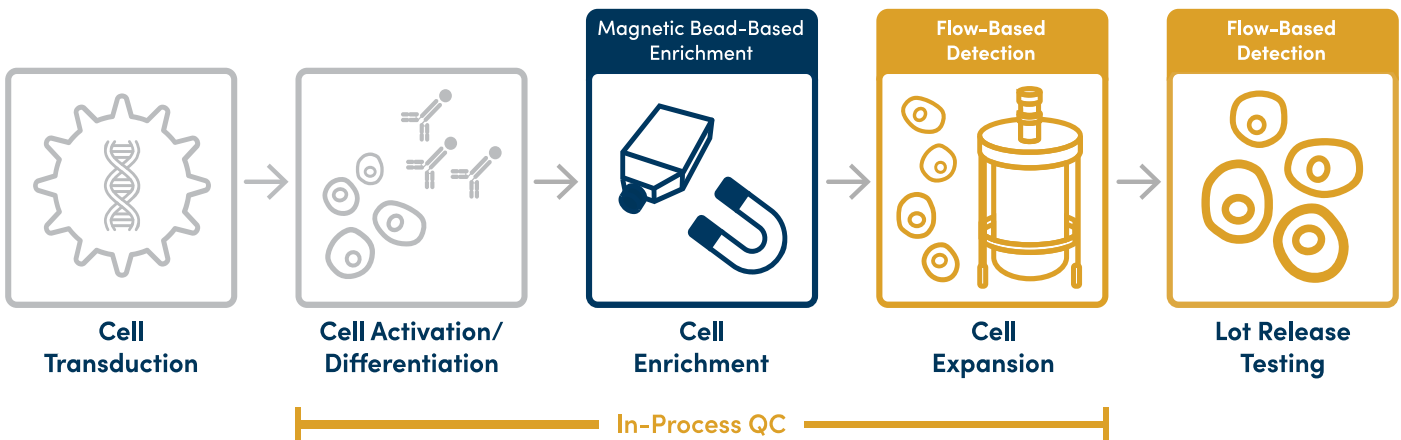 Magnetic Bead-Based
Enrichment
Flow-Based
Detection
Flow-Based
Detection
Cell
Transduction
Cell Activation/
Differentiation
Cell
Enrichment
Cell
Expansion
Lot Release
Testing
In-Process QC